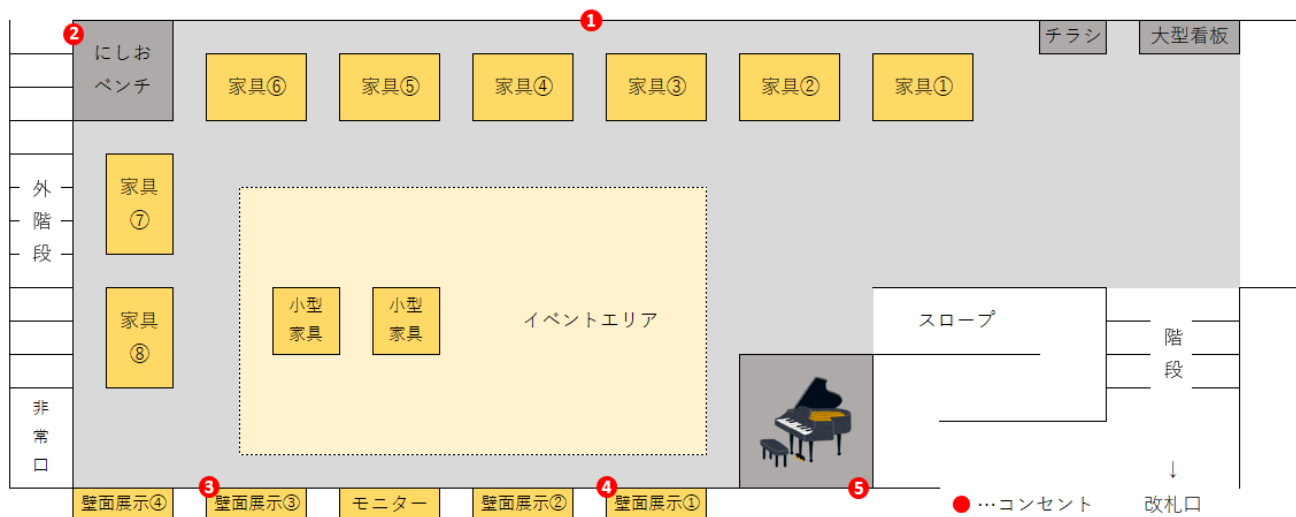 ❷
❶
チラシ
大型看板
にしお
ベンチ
家具⑥
家具⑤
家具④
家具③
家具②
家具①
外
階
段
家具
⑦
家具
⑧
小型
家具
小型
家具
イベントエリア
スロープ
階
段
非
常
口
❸
❹
❺
壁面展示④
壁面展示③
モニター
壁面展示②
壁面展示①
●…コンセント
↓
改札口